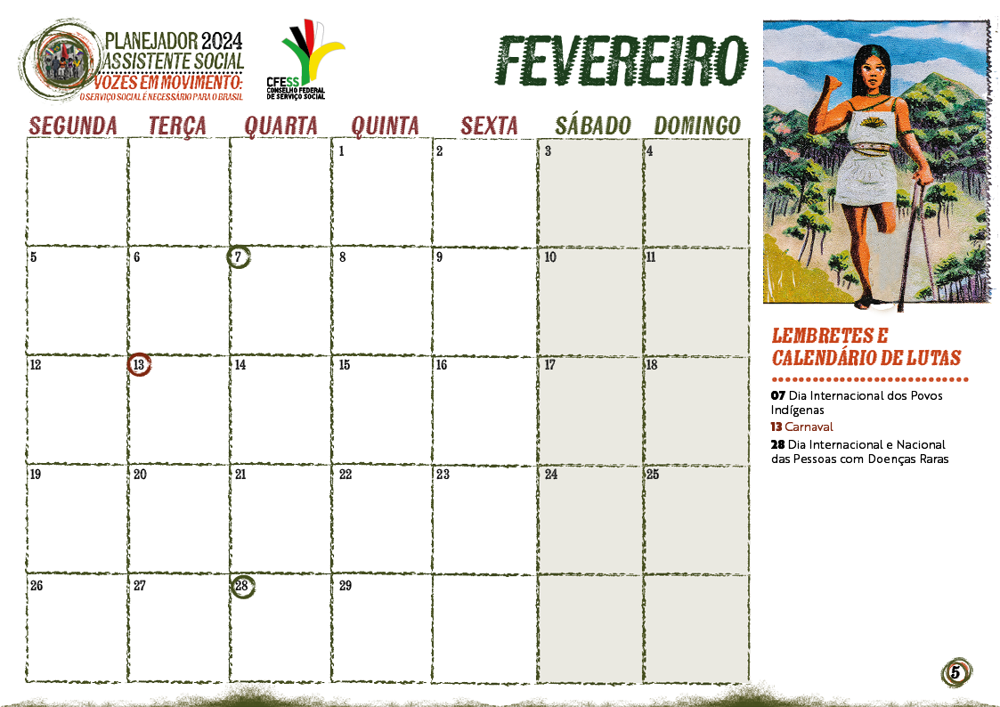 PLANEJADOR 2024
ASSISTENTE SOCIAL
VOZES EM MOVIMENTO:
O SERVIÇO SOCIAL É NECESSÁRIO PARA O BRASIL
CFESS
CONSELHO FEDERAL
DE SERVIÇO SOCIAL
FEVEREIRO
SEGUNDA TERÇA QUARTA QUINTA SEXTA SÁBADO DOMINGO
1 2 3 4
5 6 7 8 9 10 11
12 13 14 15 16 17 18
19 20 21 22 23 24 25
26 27 28 29
LEMBRETES E
CALENDÁRIO DE LUTAS
07 Dia Internacional dos Povos
Indígenas
13 Carnaval
28 Dia Internacional e Nacional
das Pessoas com Doenças Raras
5